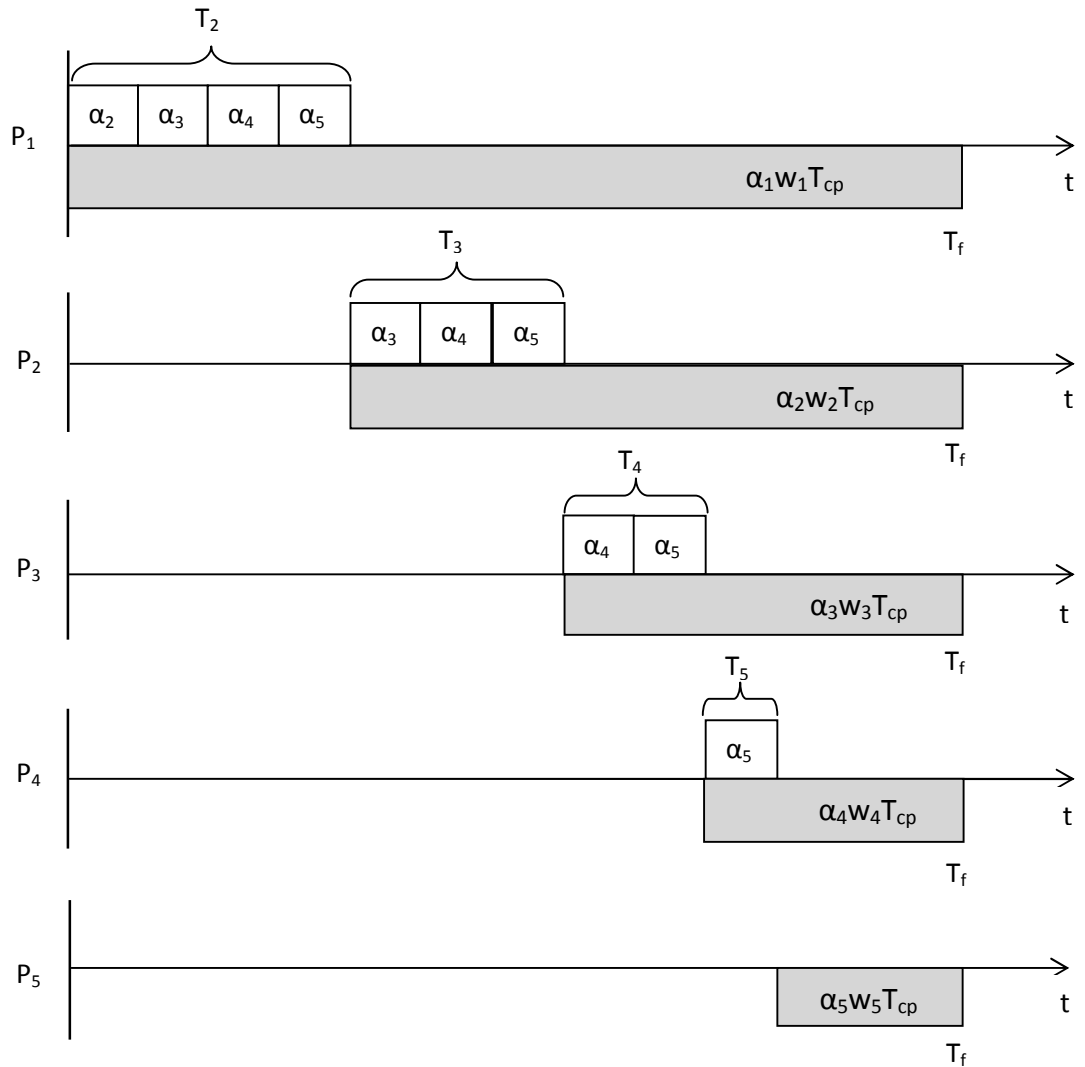 T₂
α₂ α₃ α₄ α₅
P₁
α₁w₁Tcp
t
Tf
T₃
α₃ α₄ α₅
P₂
α₂w₂Tcp
t
Tf
T₄
α₄ α₅
P₃
α₃w₃Tcp
t
Tf
T₅
α₅
P₄
α₄w₄Tcp
t
Tf
P₅
α₅w₅Tcp
t
Tf